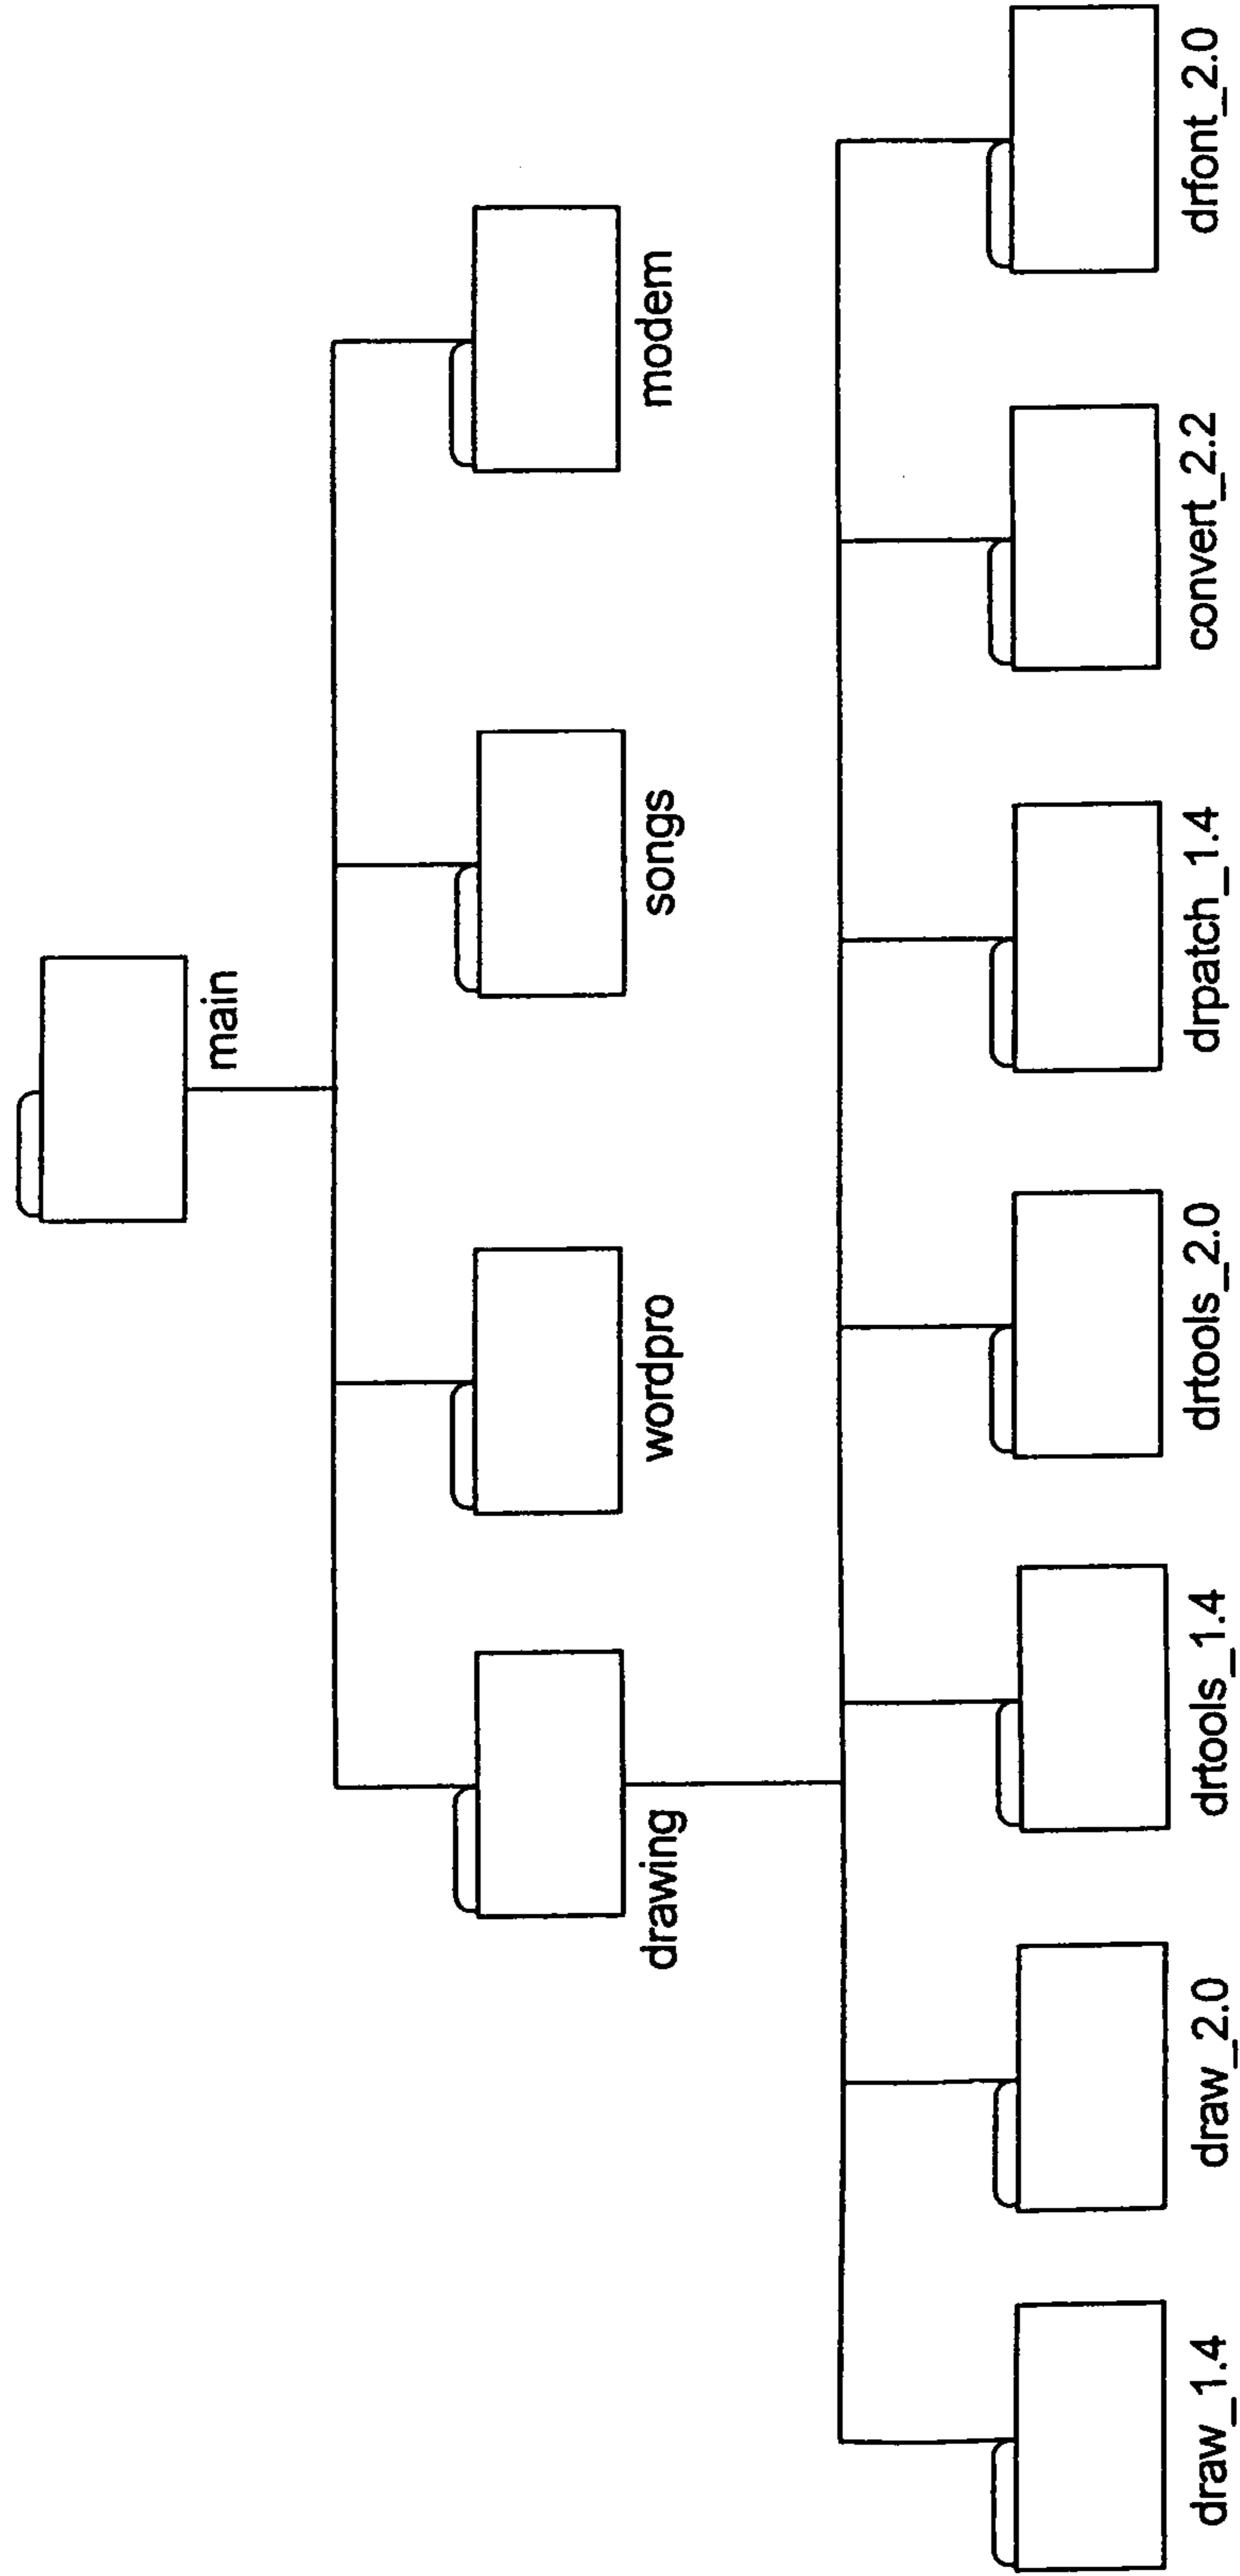 main
drawing
wordpro
songs
modem
draw_1.4
draw_2.0
drtools_1.4
drtools_2.0
drpatch_1.4
convert_2.2
drfont_2.0